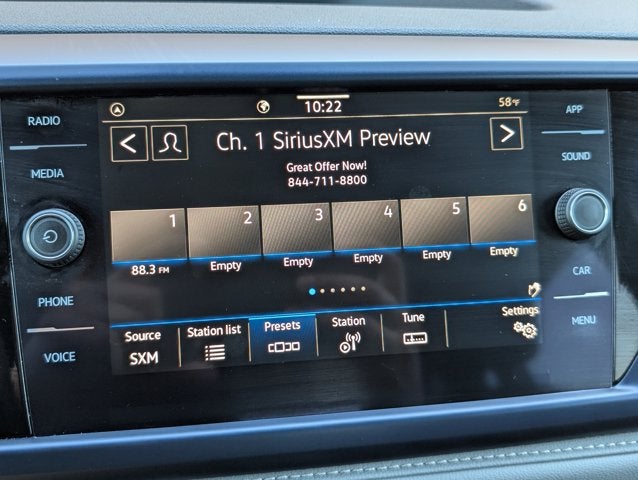 10:22
58°F
RADIO
MEDIA
PHONE
VOICE
APP
SOUND
CAR
MENU
< Ch. 1 SiriusXM Preview >
Great Offer Now!
844-711-8800
1 2 3 4 5 6
88.3 FM Empty Empty Empty Empty Empty
Source Station list Presets Station Tune Settings
SXM